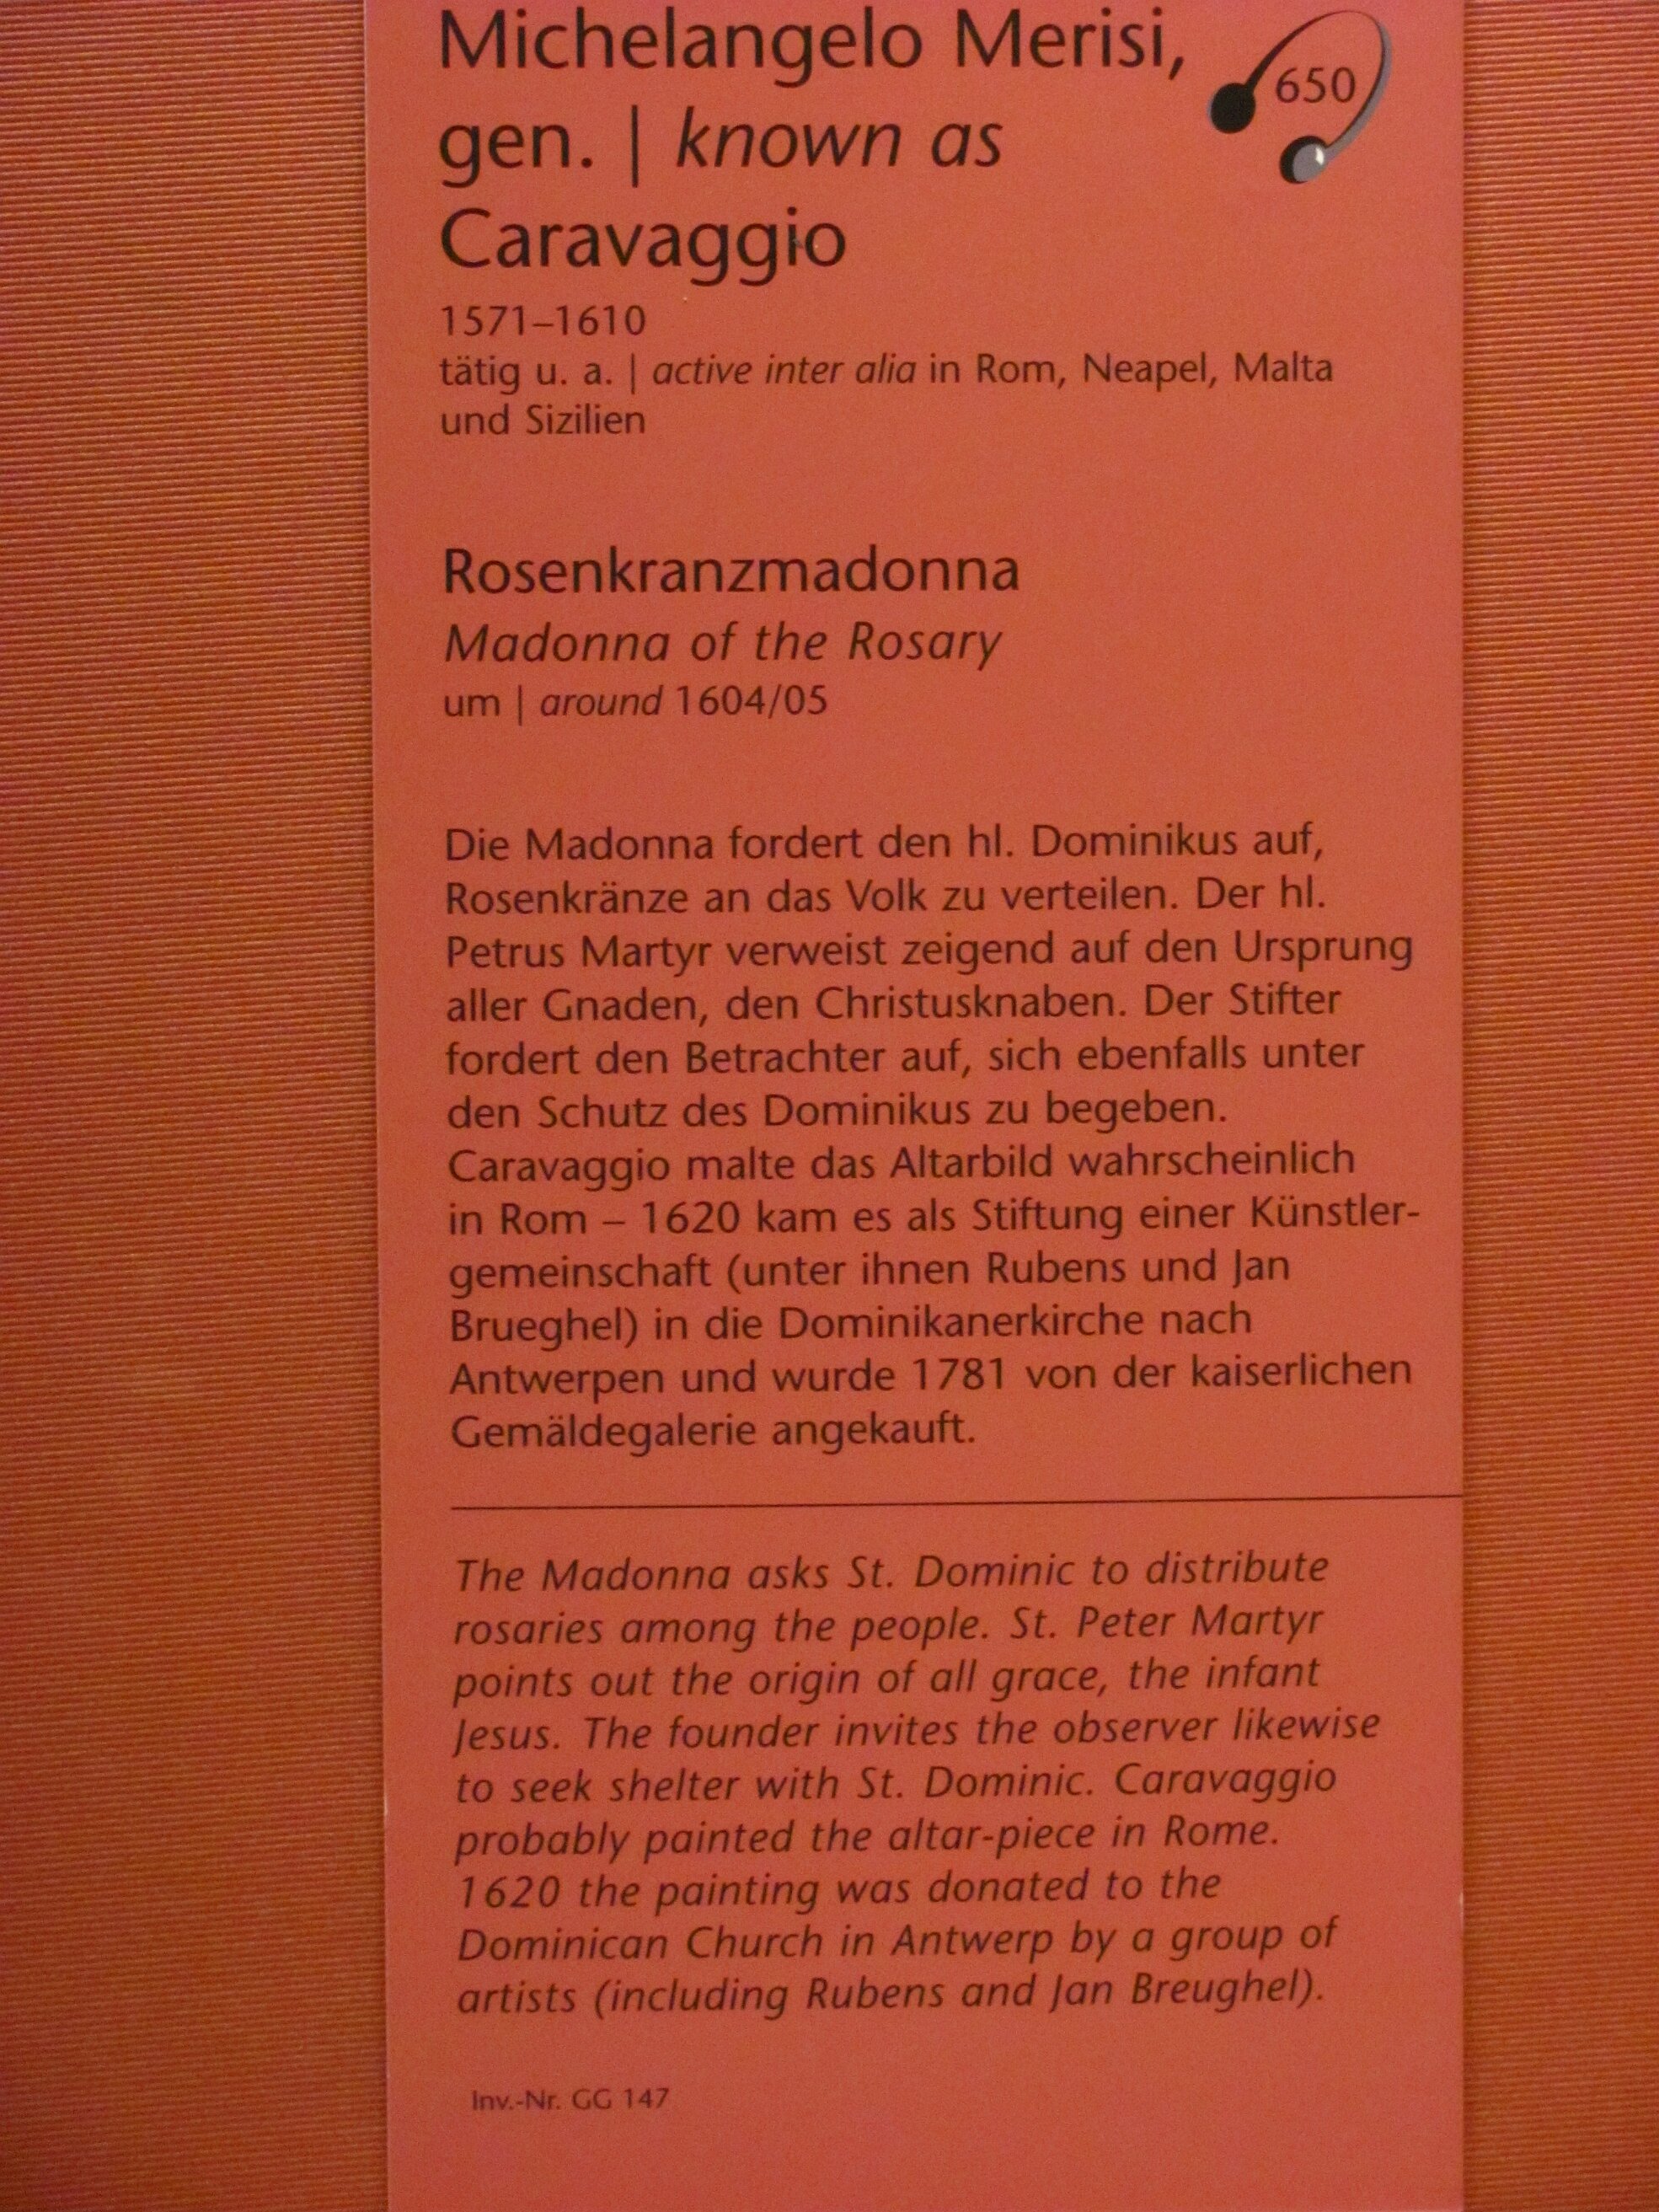 Michelangelo Merisi,
650
gen. | known as
Caravaggio
1571–1610
tätig u. a. | active inter alia in Rom, Neapel, Malta
und Sizilien
Rosenkranzmadonna
Madonna of the Rosary
um | around 1604/05
Die Madonna fordert den hl. Dominikus auf,
Rosenkränze an das Volk zu verteilen. Der hl.
Petrus Martyr verweist zeigend auf den Ursprung
aller Gnaden, den Christusknaben. Der Stifter
fordert den Betrachter auf, sich ebenfalls unter
den Schutz des Dominikus zu begeben.
Caravaggio malte das Altarbild wahrscheinlich
in Rom – 1620 kam es als Stiftung einer Künstler-
gemeinschaft (unter ihnen Rubens und Jan
Brueghel) in die Dominikanerkirche nach
Antwerpen und wurde 1781 von der kaiserlichen
Gemäldegalerie angekauft.
The Madonna asks St. Dominic to distribute
rosaries among the people. St. Peter Martyr
points out the origin of all grace, the infant
Jesus. The founder invites the observer likewise
to seek shelter with St. Dominic. Caravaggio
probably painted the altar-piece in Rome.
1620 the painting was donated to the
Dominican Church in Antwerp by a group of
artists (including Rubens and Jan Breughel).
Inv.-Nr. GG 147